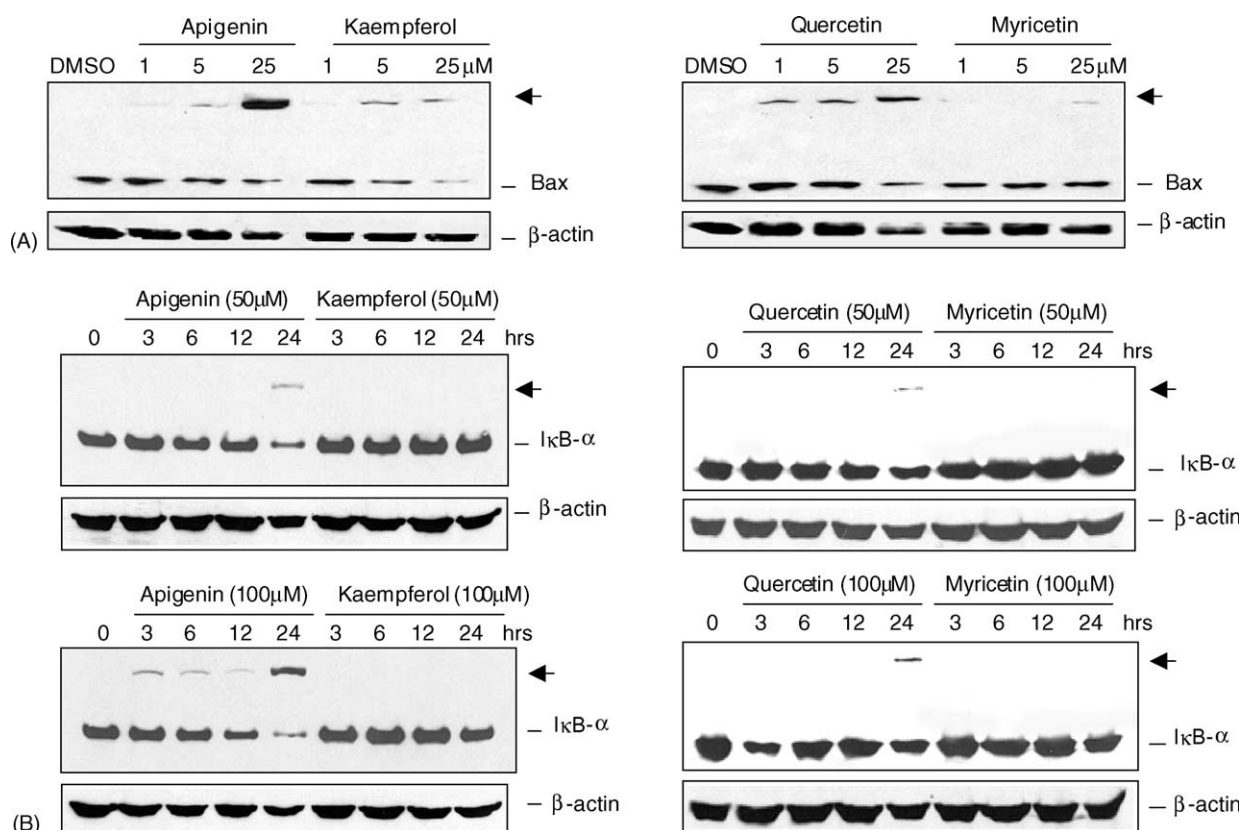 Apigenin Kaempferol
DMSO 1 5 25 1 5 25 μM
Bax
β-actin
(A)
Quercetin Myricetin
DMSO 1 5 25 1 5 25 μM
Bax
β-actin
Apigenin (50μM) Kaempferol (50μM)
0 3 6 12 24 3 6 12 24 hrs
IκB-α
β-actin
Quercetin (50μM) Myricetin (50μM)
0 3 6 12 24 3 6 12 24 hrs
IκB-α
β-actin
Apigenin (100μM) Kaempferol (100μM)
0 3 6 12 24 3 6 12 24 hrs
IκB-α
β-actin
(B)
Quercetin (100μM) Myricetin (100μM)
0 3 6 12 24 3 6 12 24 hrs
IκB-α
β-actin